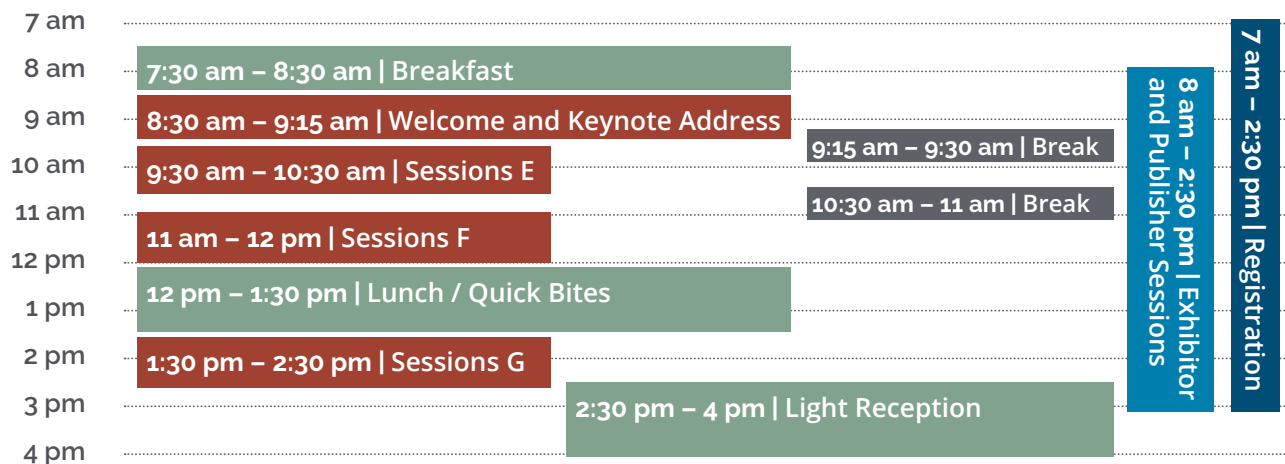 7 am
8 am
9 am
10 am
11 am
12 pm
1 pm
2 pm
3 pm
4 pm
7:30 am – 8:30 am | Breakfast
8:30 am – 9:15 am | Welcome and Keynote Address
9:15 am – 9:30 am | Break
9:30 am – 10:30 am | Sessions E
10:30 am – 11 am | Break
11 am – 12 pm | Sessions F
12 pm – 1:30 pm | Lunch / Quick Bites
1:30 pm – 2:30 pm | Sessions G
2:30 pm – 4 pm | Light Reception
8 am – 2:30 pm | Exhibitor
and Publisher Sessions
7 am – 2:30 pm | Registration